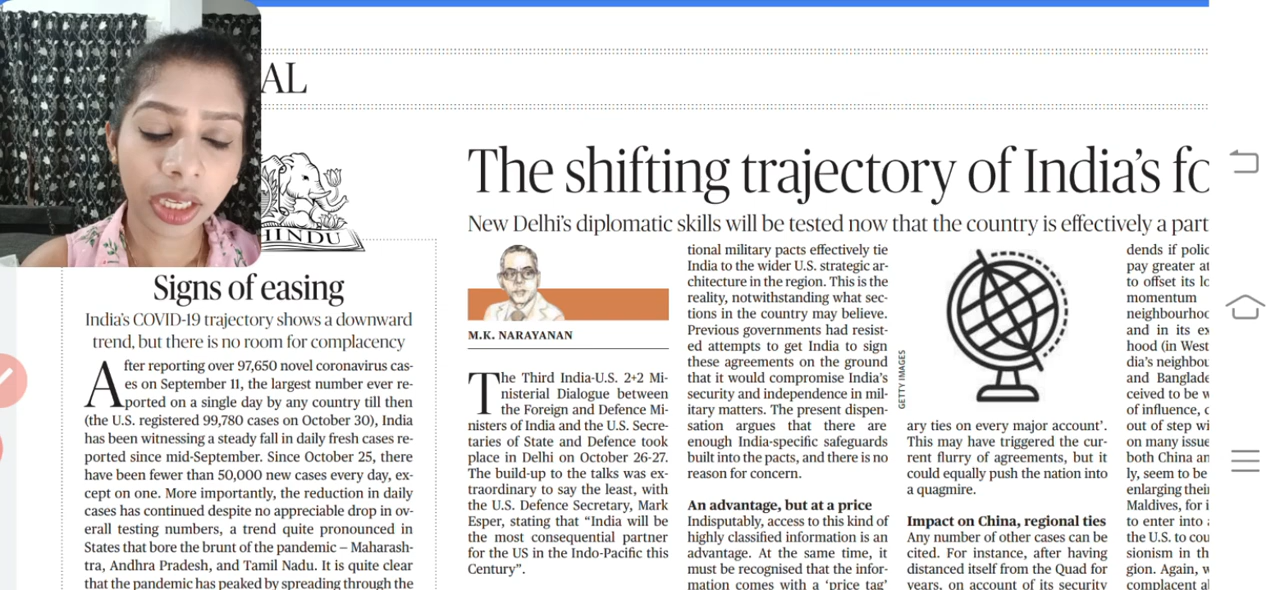 AL
HINDU
Signs of easing
India's COVID-19 trajectory shows a downward
trend, but there is no room for complacency
After reporting over 97,650 novel coronavirus cas-
es on September 11, the largest number ever re-
ported on a single day by any country till then
(the U.S. registered 99,780 cases on October 30), India
has been witnessing a steady fall in daily fresh cases re-
ported since mid-September. Since October 25, there
have been fewer than 50,000 new cases every day, ex-
cept on one. More importantly, the reduction in daily
cases has continued despite no appreciable drop in ov-
erall testing numbers, a trend quite pronounced in
States that bore the brunt of the pandemic – Maharash-
tra, Andhra Pradesh, and Tamil Nadu. It is quite clear
that the pandemic has peaked by spreading through the
The shifting trajectory of India's fo
New Delhi's diplomatic skills will be tested now that the country is effectively a part
M.K. NARAYANAN
The Third India-U.S. 2+2 Mi-
nisterial Dialogue between
the Foreign and Defence Mi-
nisters of India and the U.S. Secre-
taries of State and Defence took
place in Delhi on October 26-27.
The build-up to the talks was ex-
traordinary to say the least, with
the U.S. Defence Secretary, Mark
Esper, stating that “India will be
the most consequential partner
for the US in the Indo-Pacific this
Century”.
tional military pacts effectively tie
India to the wider U.S. strategic ar-
chitecture in the region. This is the
reality, notwithstanding what sec-
tions in the country may believe.
Previous governments had resist-
ed attempts to get India to sign
these agreements on the ground
that it would compromise India's
security and independence in mil-
itary matters. The present dispen-
sation argues that there are
enough India-specific safeguards
built into the pacts, and there is no
reason for concern.
An advantage, but at a price
Indisputably, access to this kind of
highly classified information is an
advantage. At the same time, it
must be recognised that the infor-
mation comes with a ‘price tag’
GETTY IMAGES
ary ties on every major account’.
This may have triggered the cur-
rent flurry of agreements, but it
could equally push the nation into
a quagmire.
Impact on China, regional ties
Any number of other cases can be
cited. For instance, after having
distanced itself from the Quad for
years, on account of its security
dends if polic
pay greater at
to offset its lo
momentum
neighbourhoo
and in its ex
hood (in West
dia's neighbou
and Banglade
ceived to be w
of influence, c
out of step wi
on many issue
both China an
ly, seem to be
enlarging their
Maldives, for i
to enter into
the U.S. to cou
sionism in th
gion. Again, w
complacent al